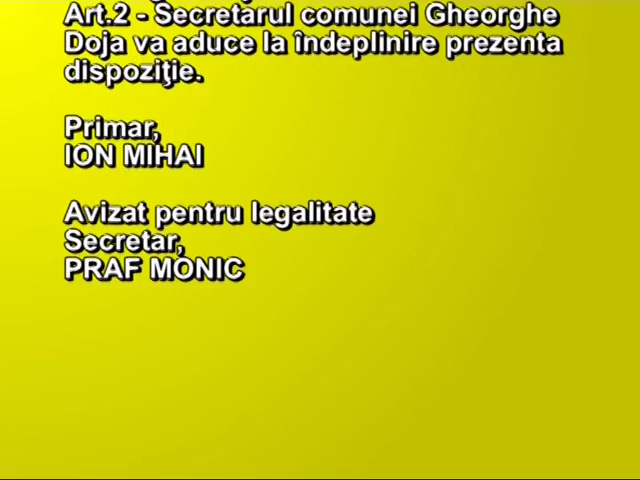 Art.2 - Secretarul comunei Gheorghe
Doja va aduce la îndeplinire prezenta
dispoziţie.
Primar,
ION MIHAI
Avizat pentru legalitate
Secretar,
PRAF MONIC